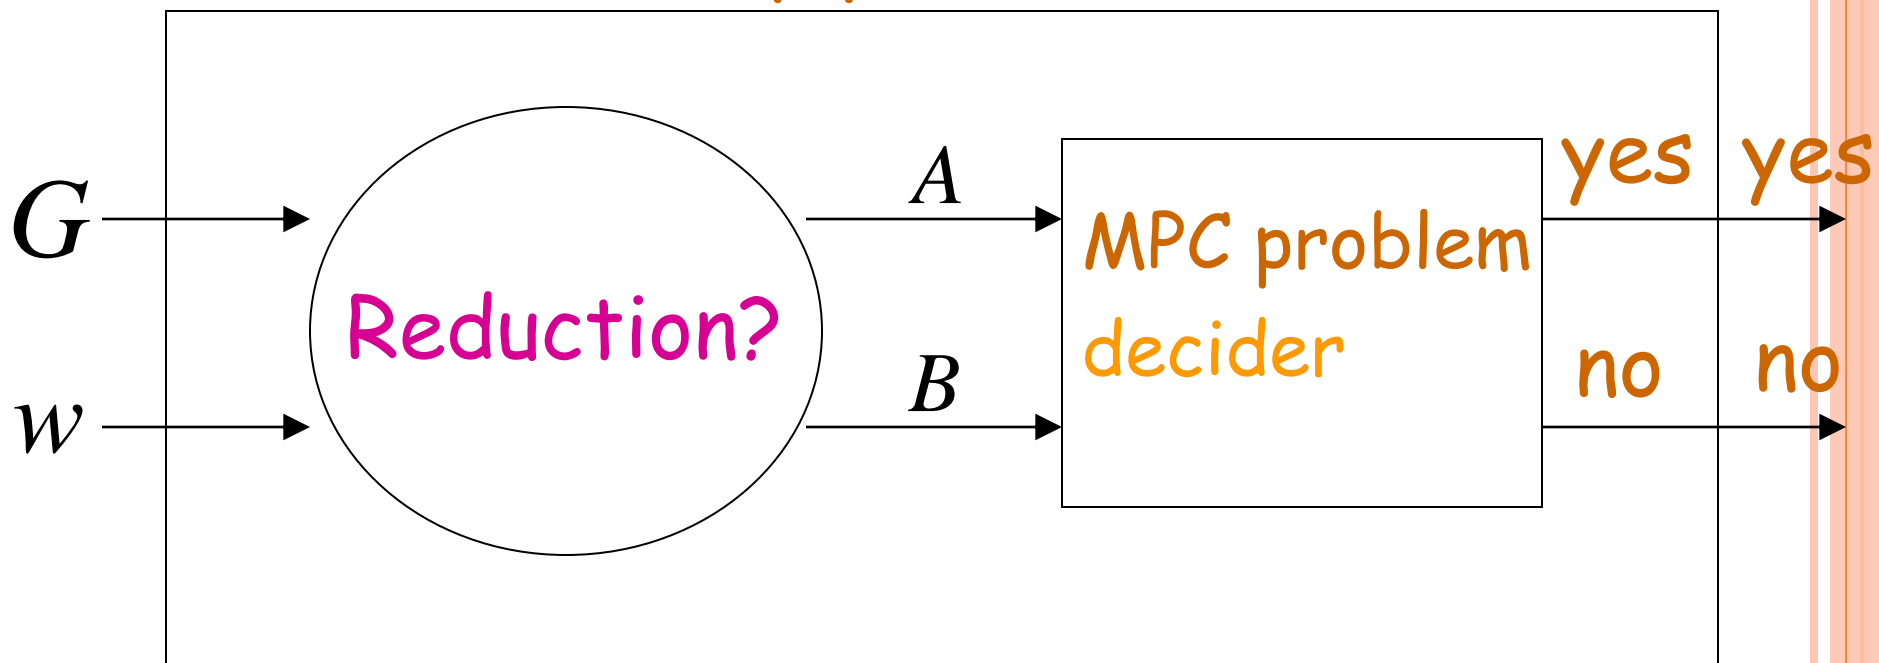 G
w
Reduction?
A
B
MPC problem
decider
yes yes
no no